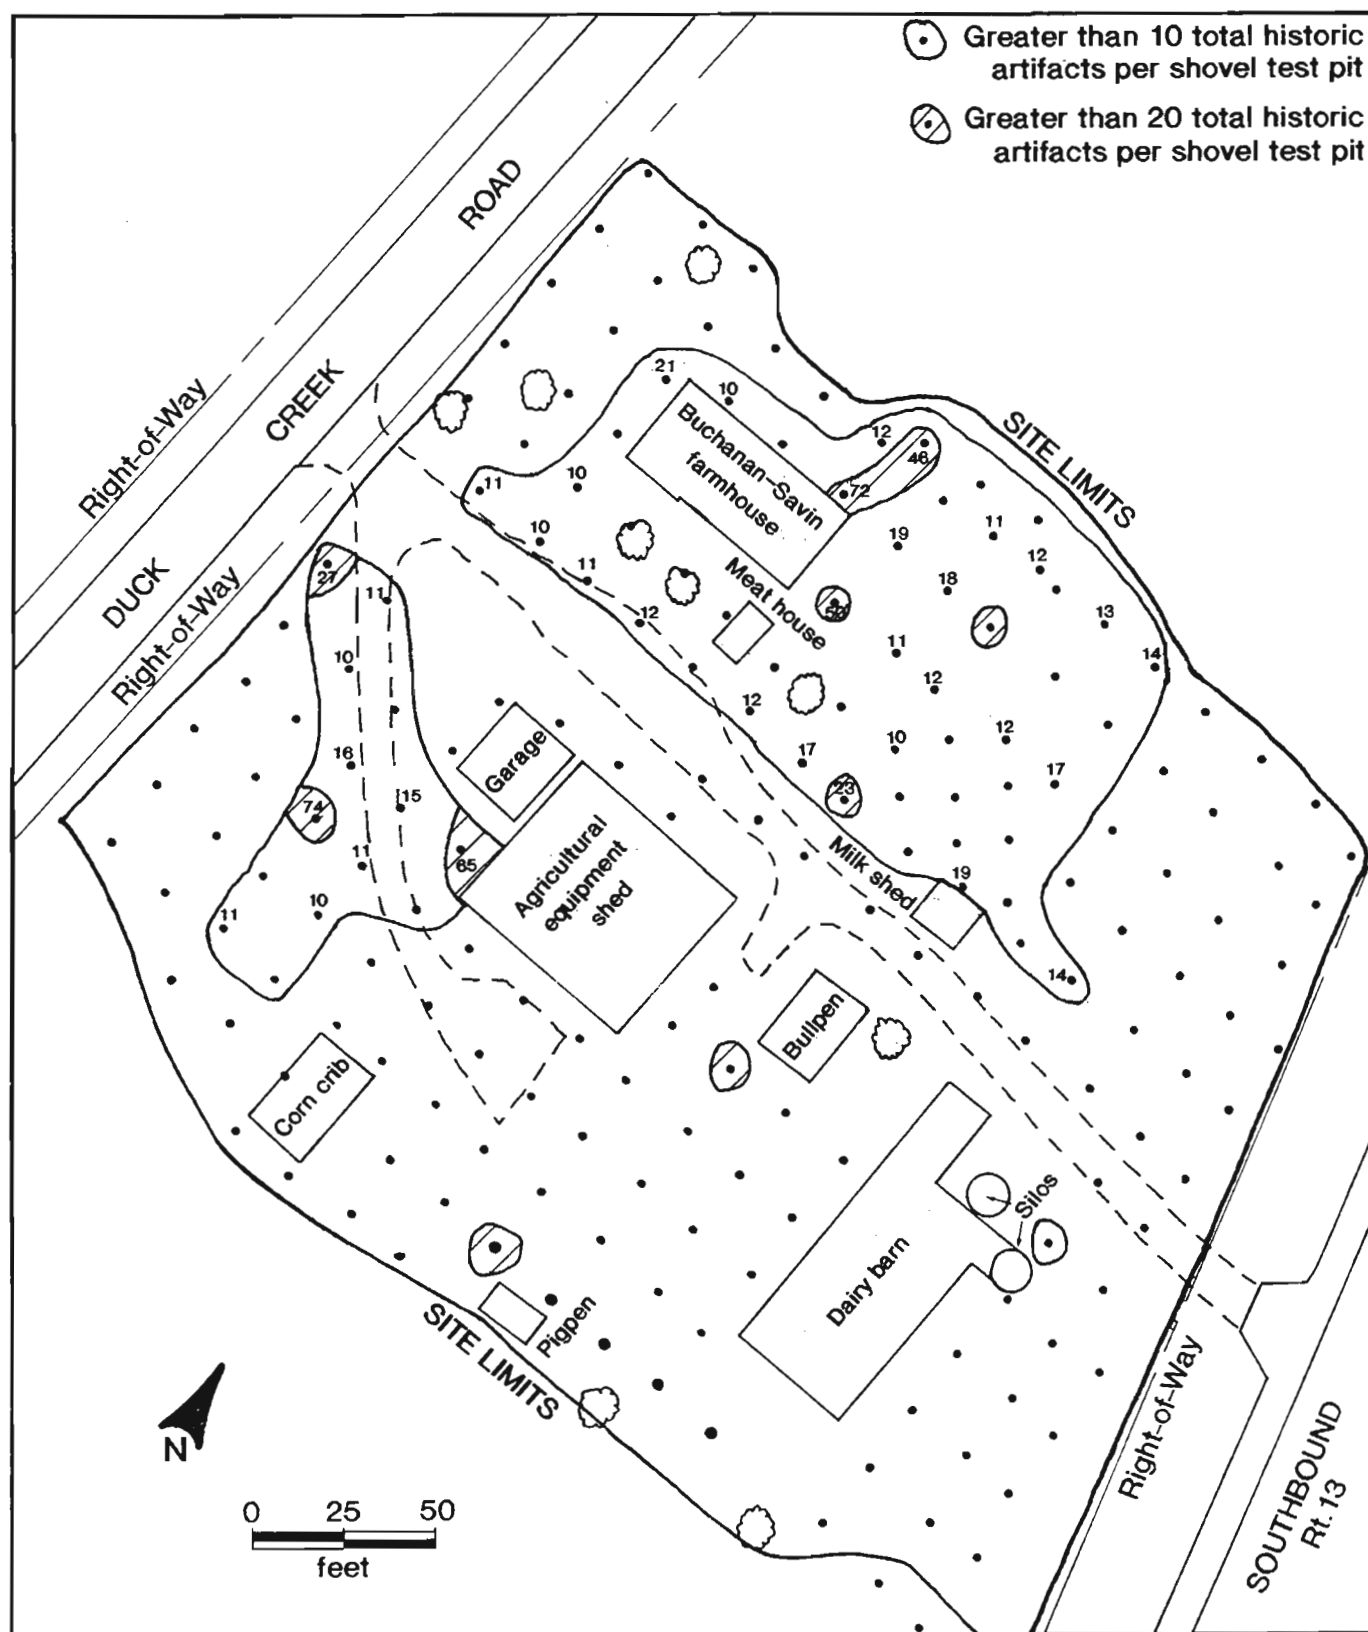 Greater than 10 total historic
artifacts per shovel test pit
Greater than 20 total historic
artifacts per shovel test pit
ROAD
CREEK
DUCK
Right-of-Way
Right-of-Way
SITE LIMITS
21
10
Buchanan-Savin
farmhouse
12
46
72
11
10
10
11
12
19
11
12
18
13
14
Meat house
11
12
12
17
10
12
17
23
27
11
10
16
74
15
11
65
11
10
Garage
Agricultural
equipment
shed
Milk shed
19
14
Bullpen
Corn crib
Silos
Dairy barn
Pigpen
SITE LIMITS
N
0 25 50
feet
Right-of-Way
SOUTHBOUND
Rt. 13